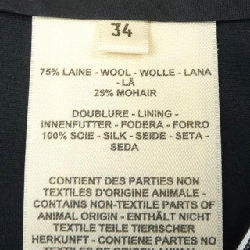 34
75% LAINE - WOOL - WOLLE - LANA
- LÃ
25% MOHAIR
DOUBLURE - LINING -
INNENFUTTER - FODERA - FORRO
100% SOIE - SILK - SEIDE - SETA -
SEDA
CONTIENT DES PARTIES NON
TEXTILES D'ORIGINE ANIMALE -
CONTAINS NON-TEXTILE PARTS OF
ANIMAL ORIGIN - ENTHÄLT NICHT
TEXTILE TEILE TIERISCHER
HERKUNFT - CONTIENE PARTES NO